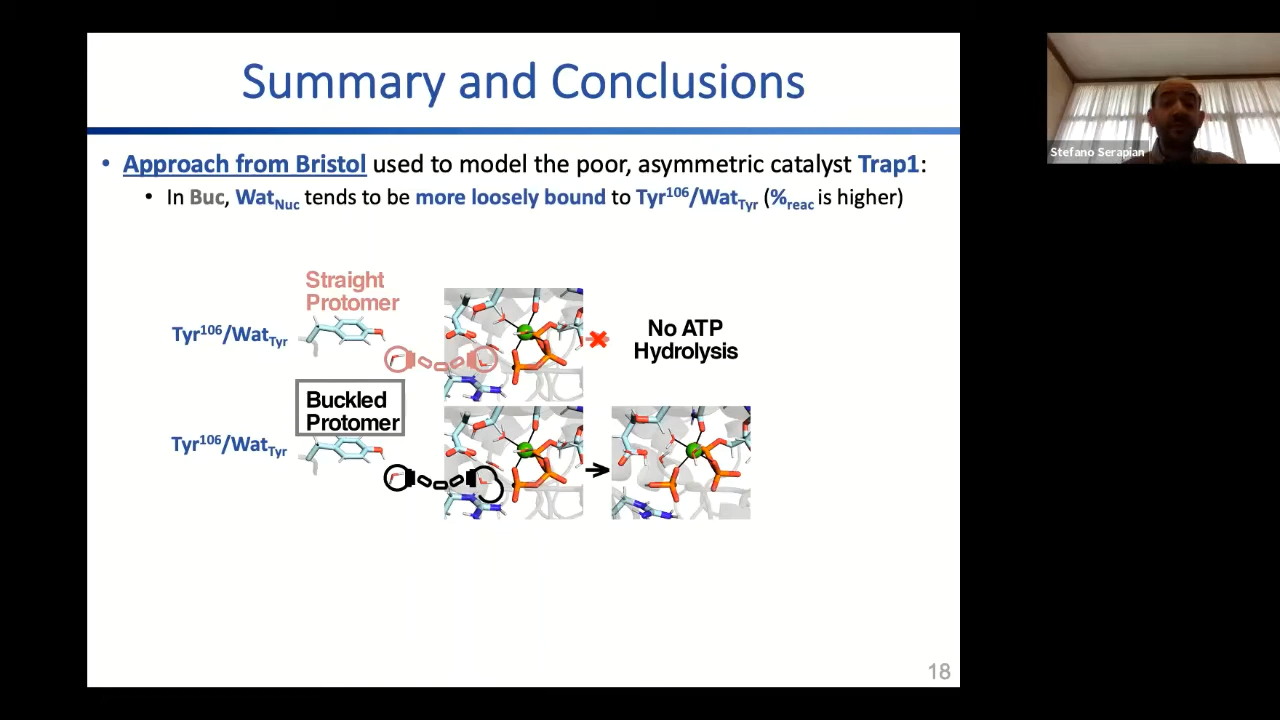 Summary and Conclusions
• Approach from Bristol used to model the poor, asymmetric catalyst Trap1:
• In Buc, WatNuc tends to be more loosely bound to Tyr106/WatTyr (%reac is higher)
Straight
Protomer
Tyr106/WatTyr
No ATP
Hydrolysis
Buckled
Protomer
Tyr106/WatTyr
18
Stefano Serapian